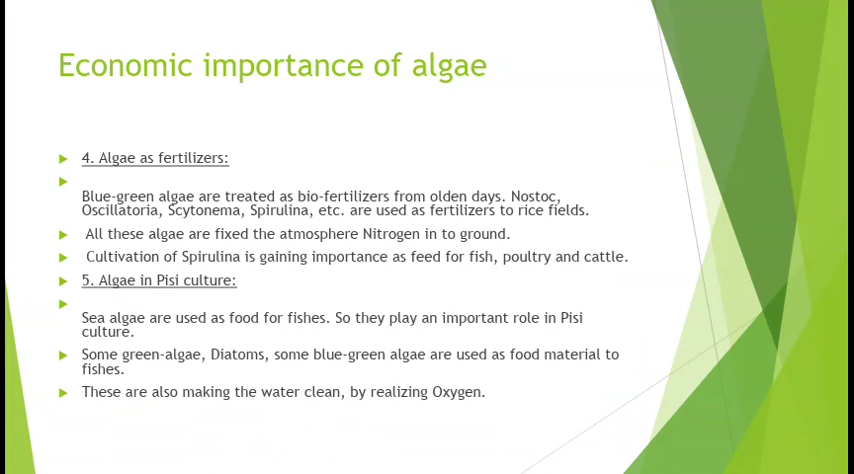 Economic importance of algae
4. Algae as fertilizers:
Blue-green algae are treated as bio-fertilizers from olden days. Nostoc,
Oscillatoria, Scytonema, Spirulina, etc. are used as fertilizers to rice fields.
All these algae are fixed the atmosphere Nitrogen in to ground.
Cultivation of Spirulina is gaining importance as feed for fish, poultry and cattle.
5. Algae in Pisi culture:
Sea algae are used as food for fishes. So they play an important role in Pisi
culture.
Some green-algae, Diatoms, some blue-green algae are used as food material to
fishes.
These are also making the water clean, by realizing Oxygen.